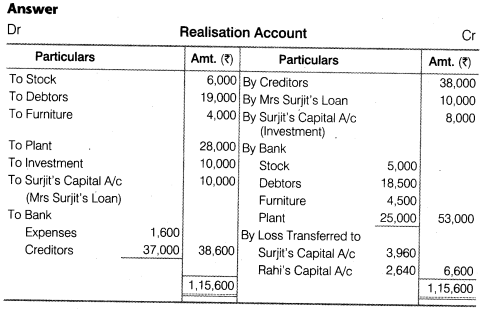 Answer
Dr Realisation Account Cr
Particulars Amt. (₹) Particulars Amt. (₹)
To Stock 6,000 By Creditors 38,000
To Debtors 19,000 By Mrs Surjit's Loan 10,000
To Furniture 4,000 By Surjit's Capital A/c 8,000
(Investment)
To Plant 28,000 By Bank
To Investment 10,000 Stock 5,000
To Surjit's Capital A/c 10,000 Debtors 18,500
(Mrs Surjit's Loan) Furniture 4,500
To Bank Plant 25,000 53,000
Expenses 1,600 By Loss Transferred to
Creditors 37,000 38,600 Surjit's Capital A/c 3,960
Rahi's Capital A/c 2,640 6,600
1,15,600 1,15,600